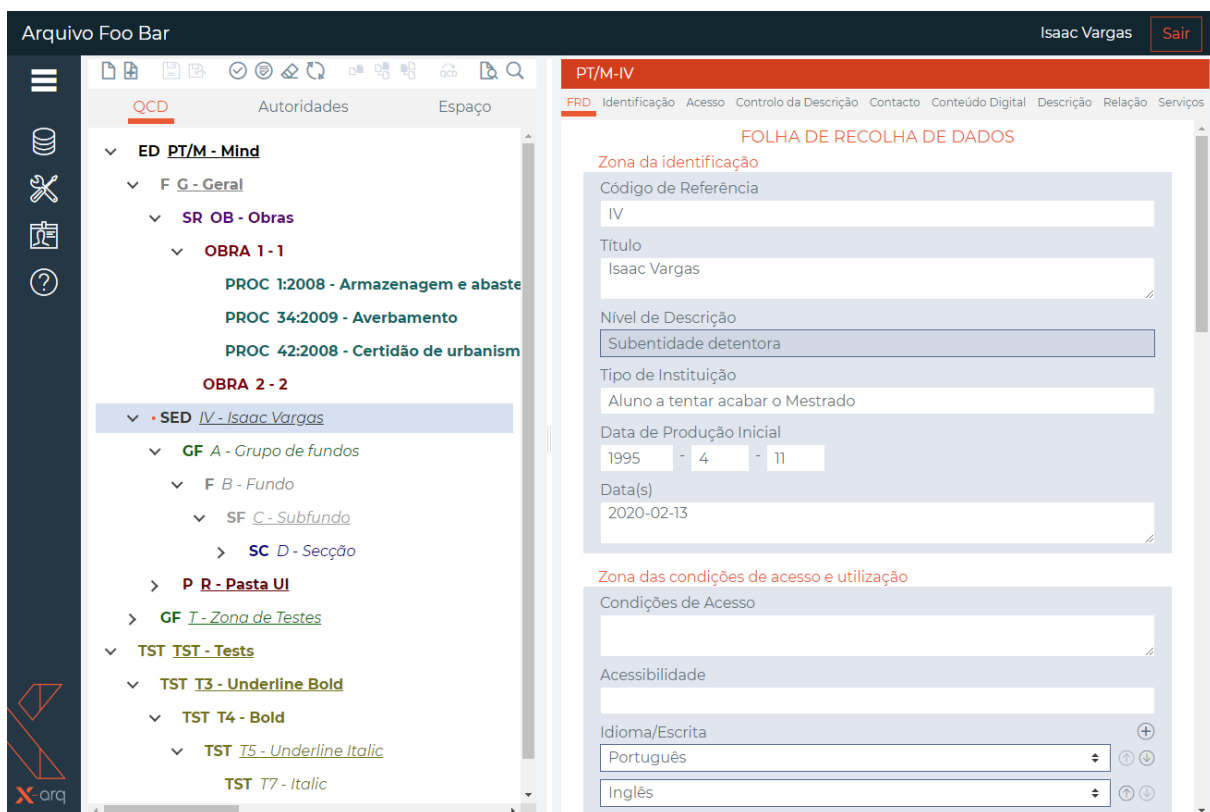 Arquivo Foo Bar
Isaac Vargas
Sair
QCD
Autoridades
Espaço
ED PT/M - Mind
F G - Geral
SR OB - Obras
OBRA 1 - 1
PROC 1:2008 - Armazenagem e abaste
PROC 34:2009 - Averbamento
PROC 42:2008 - Certidão de urbanism
OBRA 2 - 2
SED IV - Isaac Vargas
GF A - Grupo de fundos
F B - Fundo
SF C - Subfundo
SC D - Secção
P R - Pasta UI
GF T - Zona de Testes
TST TST - Tests
TST T3 - Underline Bold
TST T4 - Bold
TST T5 - Underline Italic
TST T7 - Italic
X-arq
PT/M-IV
FRD Identificação Acesso Controlo da Descrição Contacto Conteúdo Digital Descrição Relação Serviços
FOLHA DE RECOLHA DE DADOS
Zona da identificação
Código de Referência
IV
Título
Isaac Vargas
Nível de Descrição
Subentidade detentora
Tipo de Instituição
Aluno a tentar acabar o Mestrado
Data de Produção Inicial
1995 - 4 - 11
Data(s)
2020-02-13
Zona das condições de acesso e utilização
Condições de Acesso
Acessibilidade
Idioma/Escrita
Português
Inglês